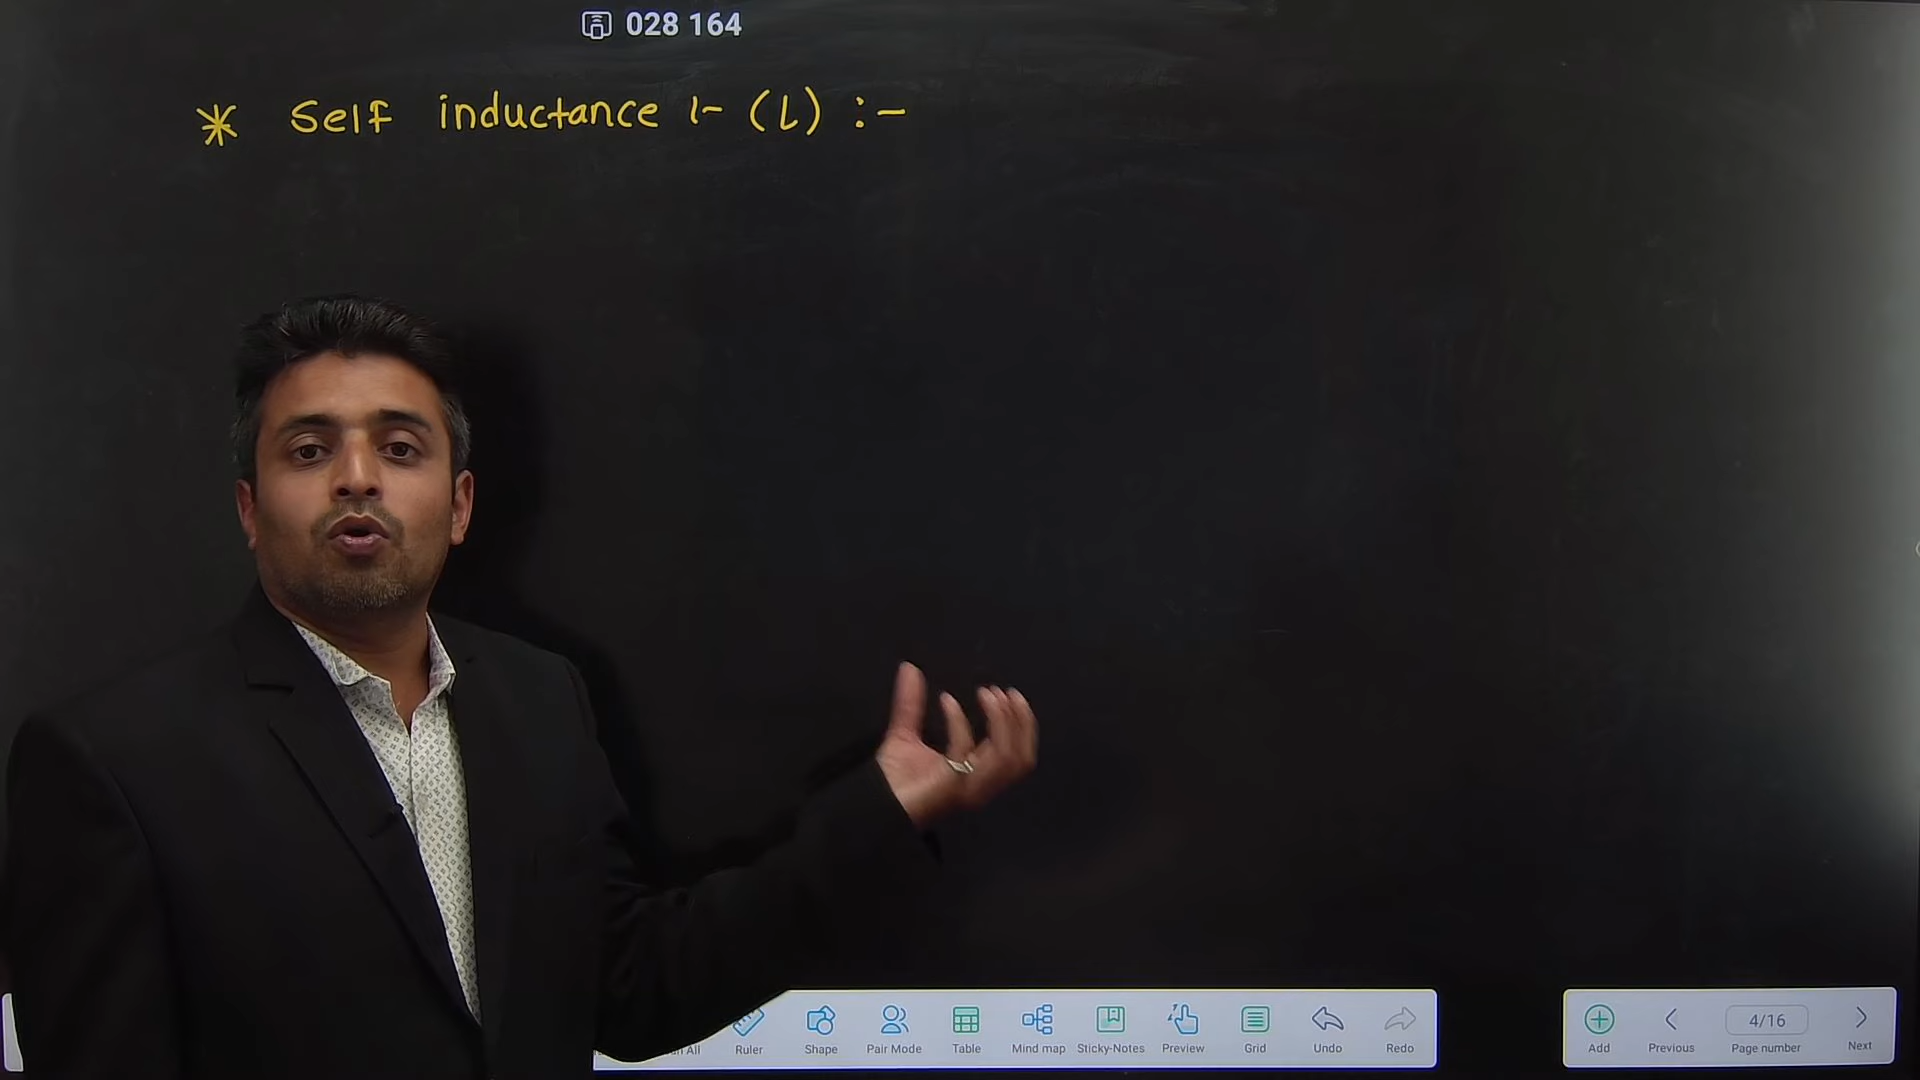 028 164
* Self inductance :- (L) :-
Ruler Shape Pair Mode Table Mind map Sticky-Notes Preview Grid Undo Redo
Add Previous 4/16 Page number Next